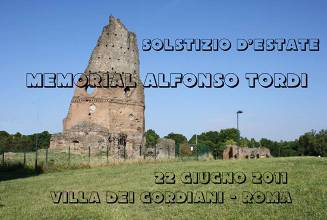 SOLSTIZIO D'ESTATE
MEMORIAL ALFONSO TORDI
22 GIUGNO 2011
VILLA DEI GORDIANI - ROMA